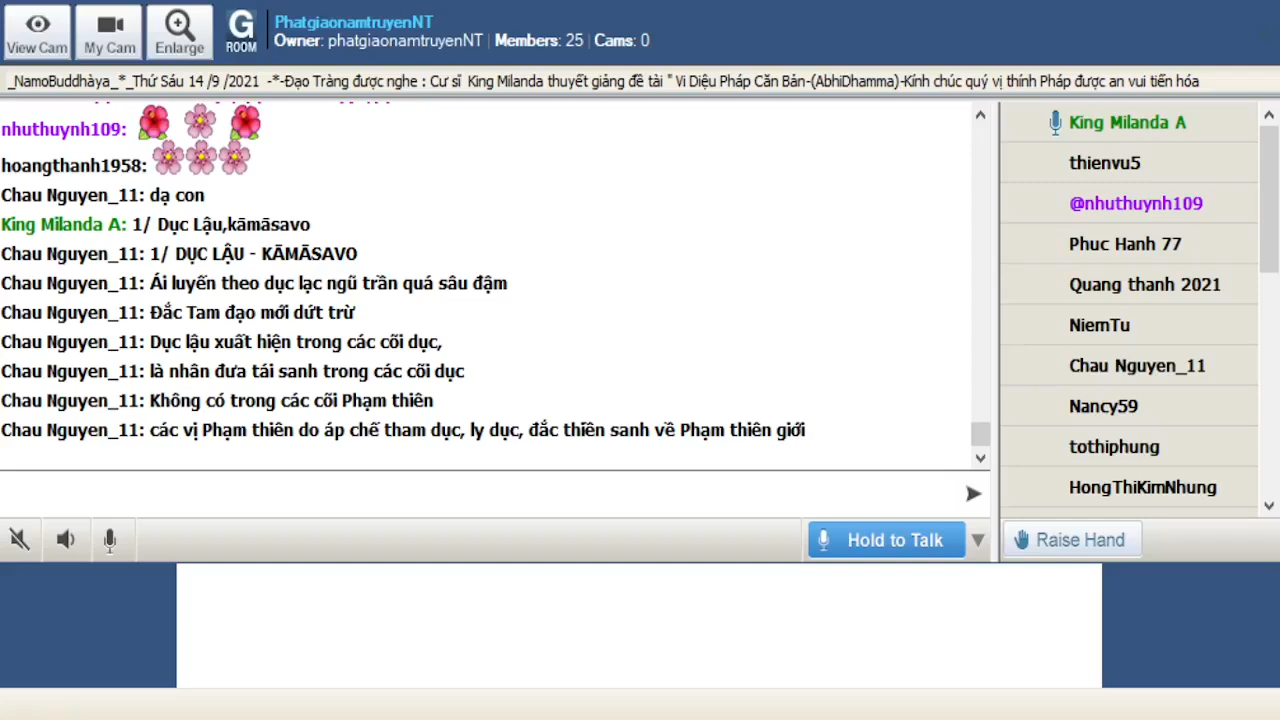 View Cam
My Cam
Enlarge
G
ROOM
PhatgiaonamtruyenNT
Owner: phatgiaonamtruyenNT | Members: 25 | Cams: 0
_NamoBuddhàya_*_Thứ Sáu 14 /9 /2021 -*-Đạo Tràng được nghe : Cư sĩ King Milanda thuyết giảng đề tài " Vi Diệu Pháp Căn Bản-(AbhiDhamma)-Kính chúc quý vị thính Pháp được an vui tiến hóa
nhuthuynh109:
hoangthanh1958:
Chau Nguyen_11: dạ con
King Milanda A: 1/ Dục Lậu,kāmāsavo
Chau Nguyen_11: 1/ DỤC LẬU - KĀMĀSAVO
Chau Nguyen_11: Ái luyến theo dục lạc ngũ trần quá sâu đậm
Chau Nguyen_11: Đắc Tam đạo mới dứt trừ
Chau Nguyen_11: Dục lậu xuất hiện trong các cõi dục,
Chau Nguyen_11: là nhân đưa tái sanh trong các cõi dục
Chau Nguyen_11: Không có trong các cõi Phạm thiên
Chau Nguyen_11: các vị Phạm thiên do áp chế tham dục, ly dục, đắc thiền sanh về Phạm thiên giới
King Milanda A
thienvu5
@nhuthuynh109
Phuc Hanh 77
Quang thanh 2021
NiemTu
Chau Nguyen_11
Nancy59
tothiphung
HongThiKimNhung
Hold to Talk
Raise Hand